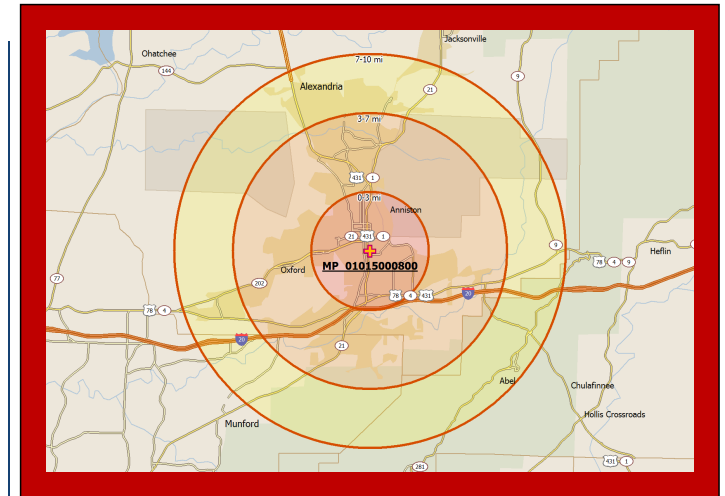 Jacksonville
Ohatchee
7-10 mi
144
9
21
Alexandria
3-7 mi
431 1
0-3 mi
Anniston
21 431 1
9
Heflin
MP_01015000800
78 4 9
Oxford
77
202
78 4 431
20
78 4
20
21
Abel
Chulafinnee
Hollis Crossroads
Munford
281
431 1